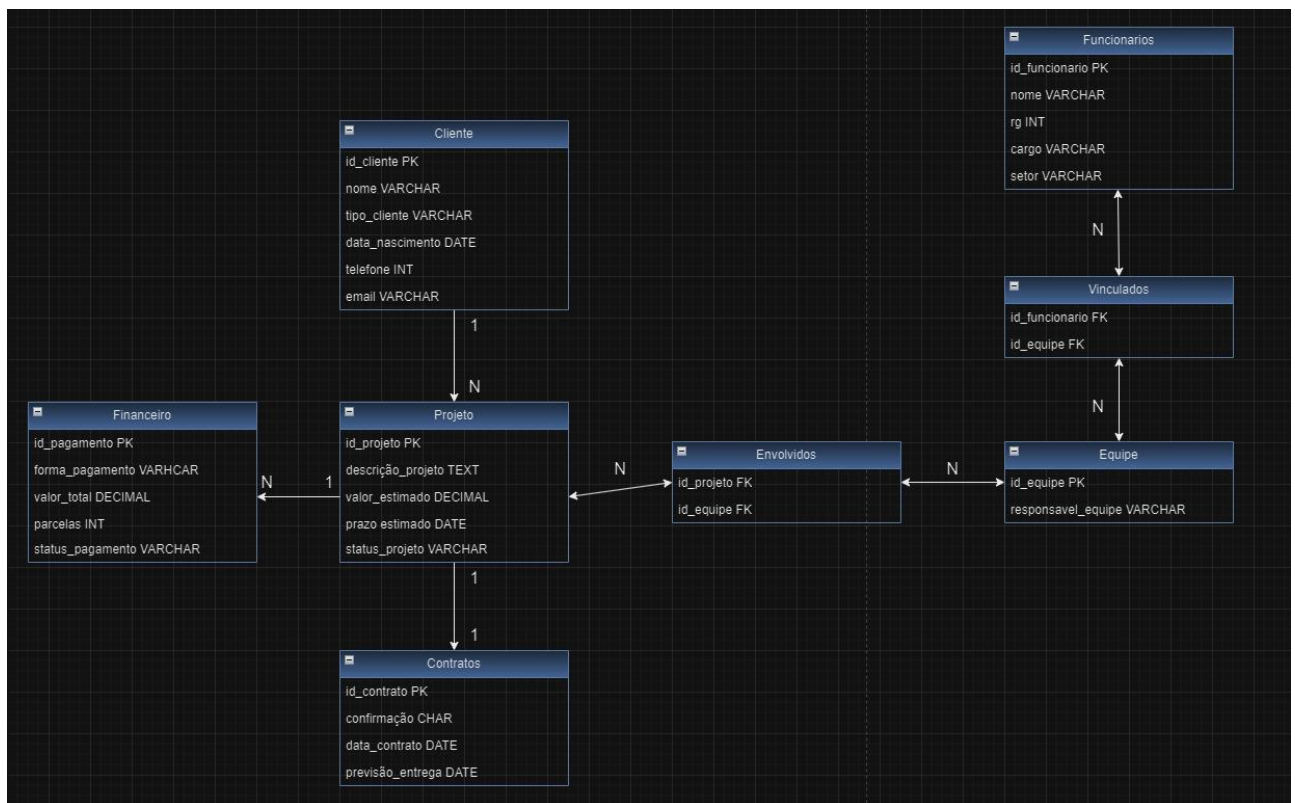 Funcionarios
id_funcionario PK
nome VARCHAR
rg INT
cargo VARCHAR
setor VARCHAR
Cliente
id_cliente PK
nome VARCHAR
tipo_cliente VARCHAR
data_nascimento DATE
telefone INT
email VARCHAR
N
Vinculados
id_funcionario FK
id_equipe FK
1
N
N
Financeiro
id_pagamento PK
forma_pagamento VARHCAR
valor_total DECIMAL
parcelas INT
status_pagamento VARCHAR
N
1
Projeto
id_projeto PK
descrição_projeto TEXT
valor_estimado DECIMAL
prazo estimado DATE
status_projeto VARCHAR
N
Envolvidos
id_projeto FK
id_equipe FK
N
Equipe
id_equipe PK
responsavel_equipe VARCHAR
1
1
Contratos
id_contrato PK
confirmação CHAR
data_contrato DATE
previsão_entrega DATE